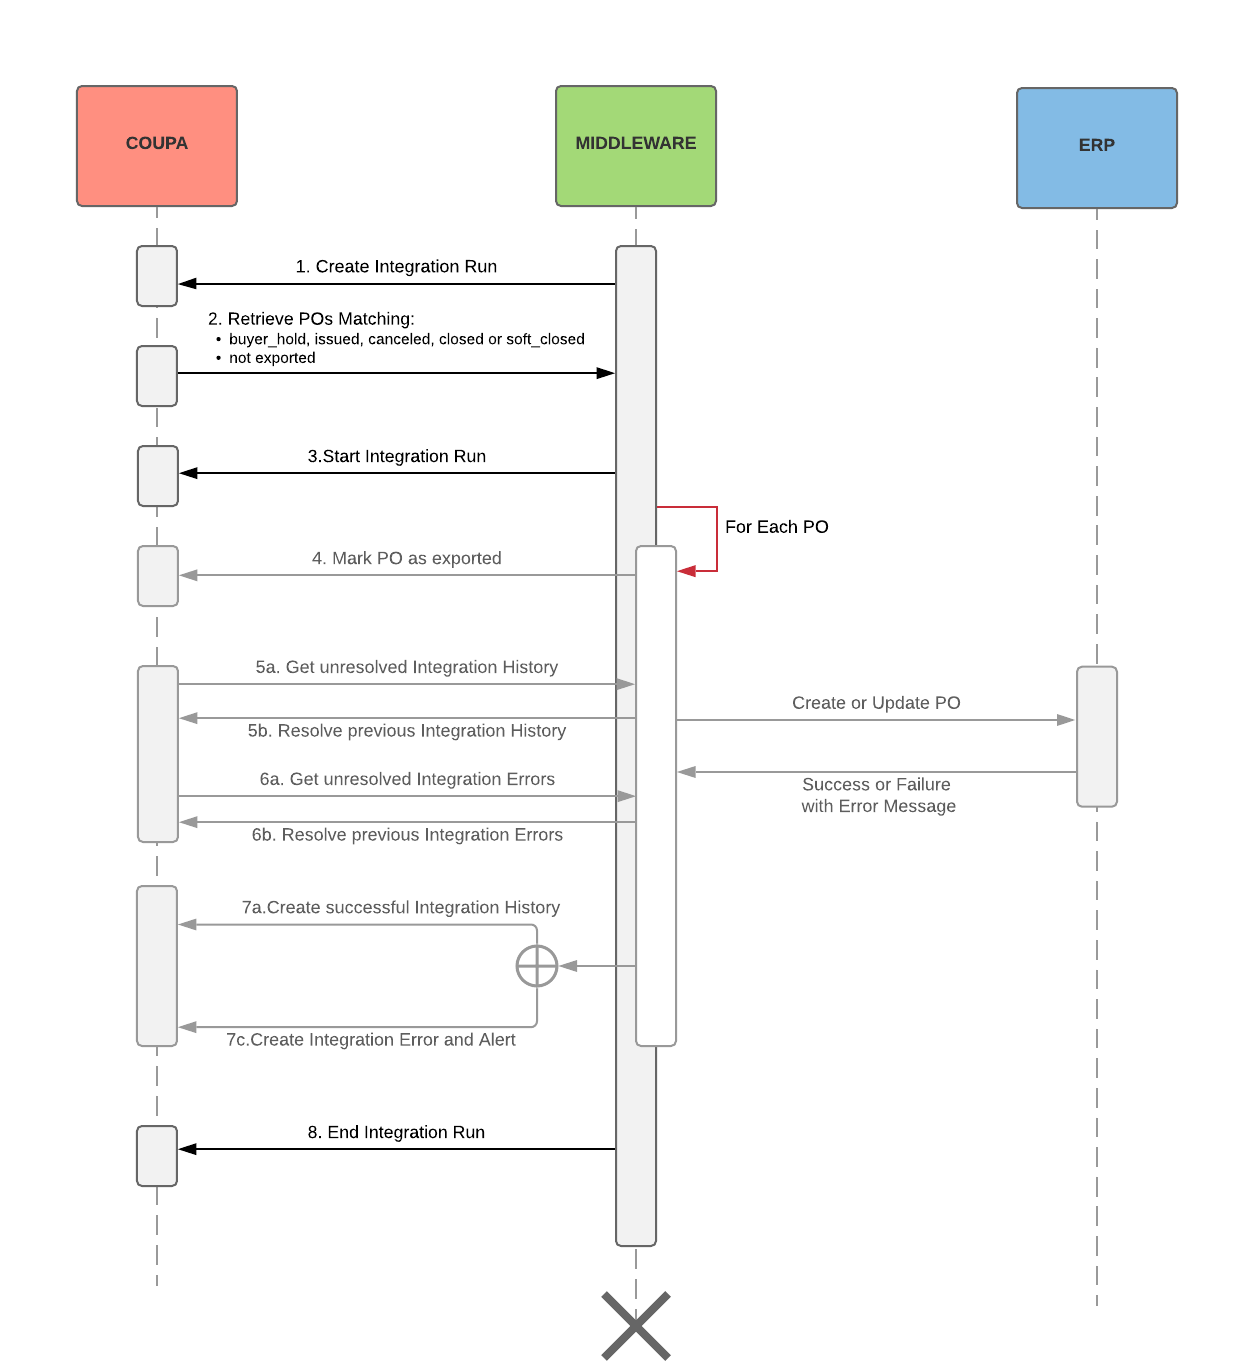 COUPA
MIDDLEWARE
ERP
1. Create Integration Run
2. Retrieve POs Matching:
• buyer_hold, issued, canceled, closed or soft_closed
• not exported
3.Start Integration Run
For Each PO
4. Mark PO as exported
5a. Get unresolved Integration History
Create or Update PO
5b. Resolve previous Integration History
6a. Get unresolved Integration Errors
Success or Failure
with Error Message
6b. Resolve previous Integration Errors
7a.Create successful Integration History
7c.Create Integration Error and Alert
8. End Integration Run